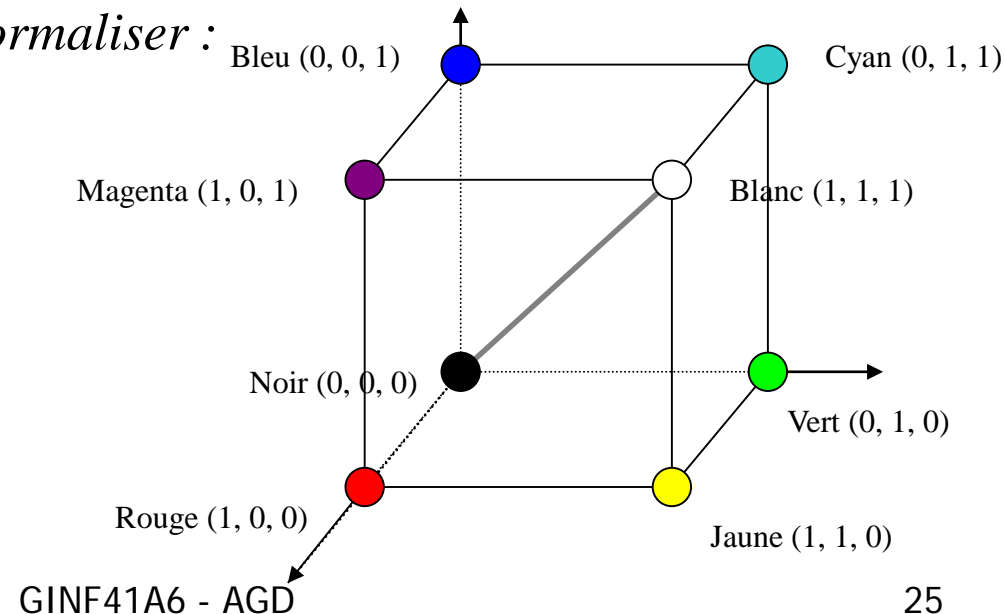 ormaliser :
Bleu (0, 0, 1)
Cyan (0, 1, 1)
Magenta (1, 0, 1)
Blanc (1, 1, 1)
Noir (0, 0, 0)
Vert (0, 1, 0)
Rouge (1, 0, 0)
Jaune (1, 1, 0)
GINF41A6 - AGD
25